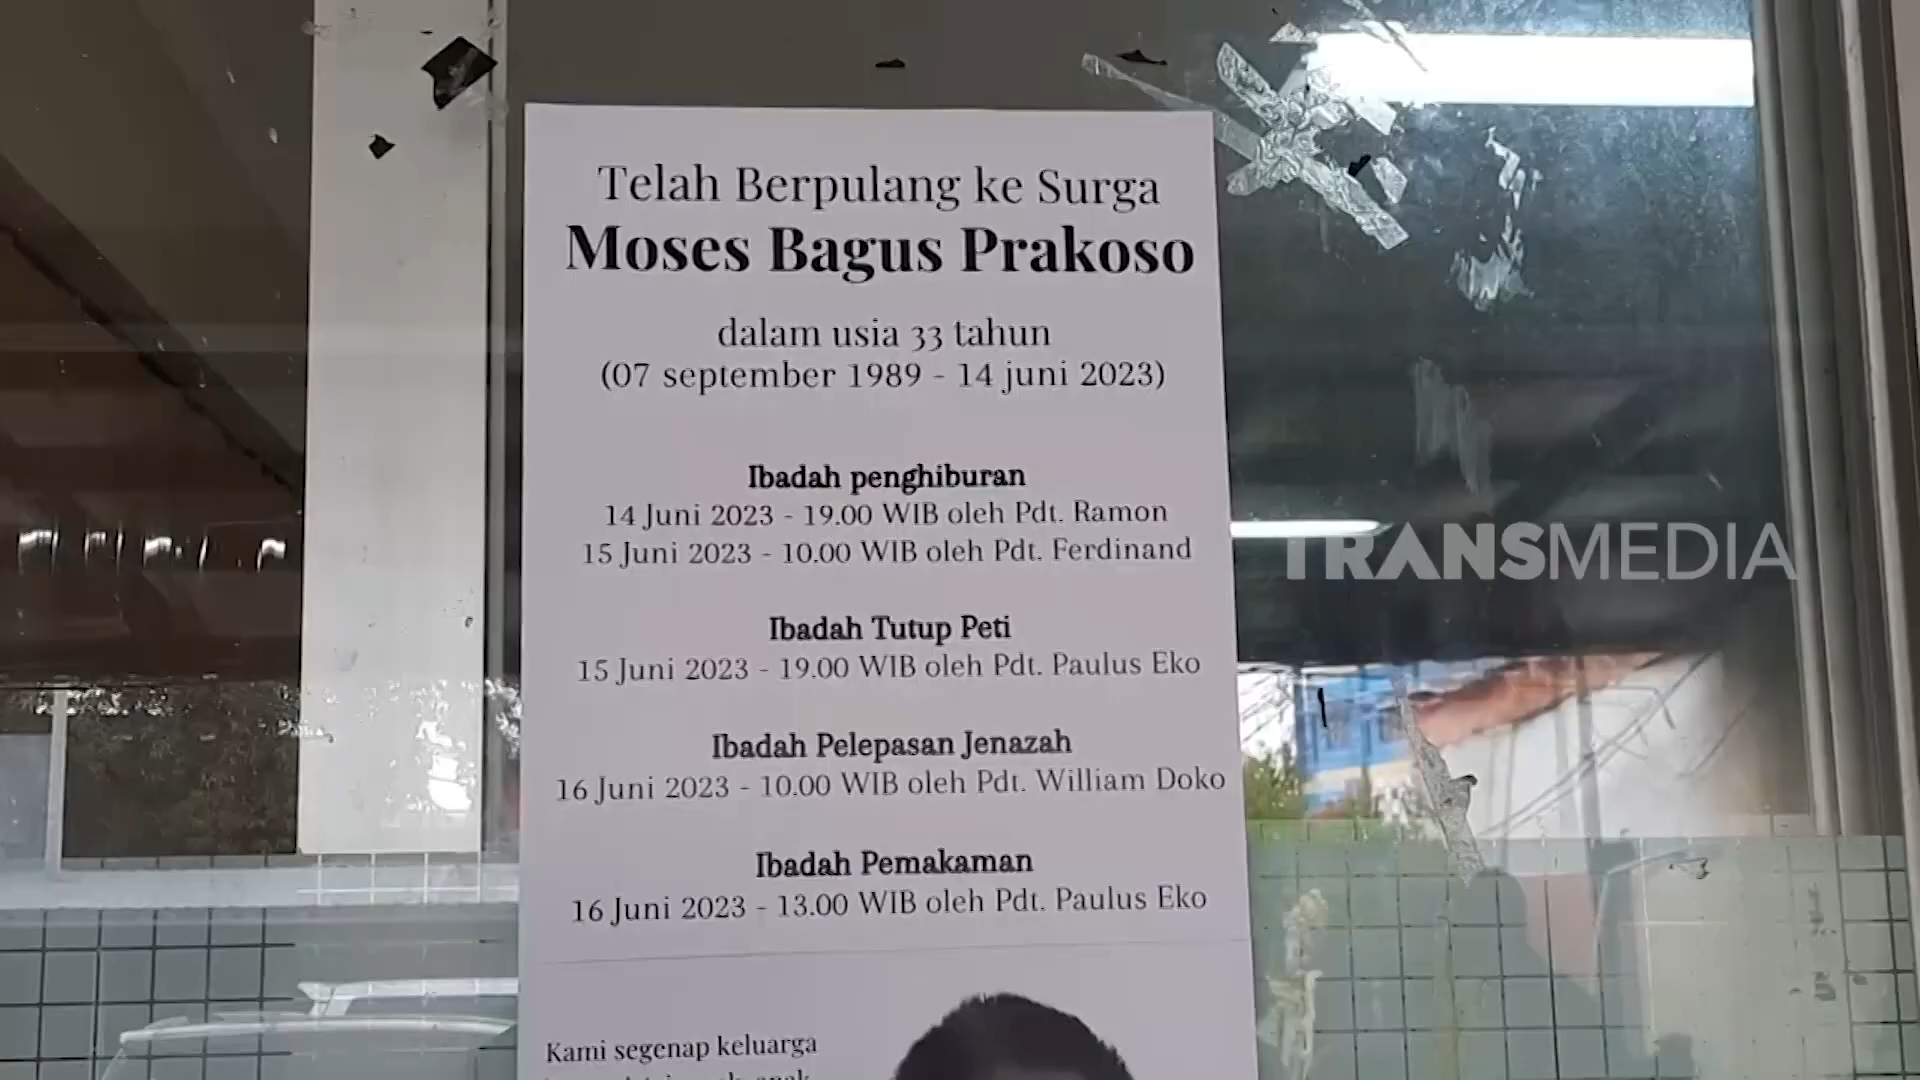 Telah Berpulang ke Surga
Moses Bagus Prakoso
dalam usia 33 tahun
(07 september 1989 - 14 juni 2023)
Ibadah penghiburan
14 Juni 2023 - 19.00 WIB oleh Pdt. Ramon
15 Juni 2023 - 10.00 WIB oleh Pdt. Ferdinand
Ibadah Tutup Peti
15 Juni 2023 - 19.00 WIB oleh Pdt. Paulus Eko
Ibadah Pelepasan Jenazah
16 Juni 2023 - 10.00 WIB oleh Pdt. William Doko
Ibadah Pemakaman
16 Juni 2023 - 13.00 WIB oleh Pdt. Paulus Eko
Kami segenap keluarga
TRANSMEDIA